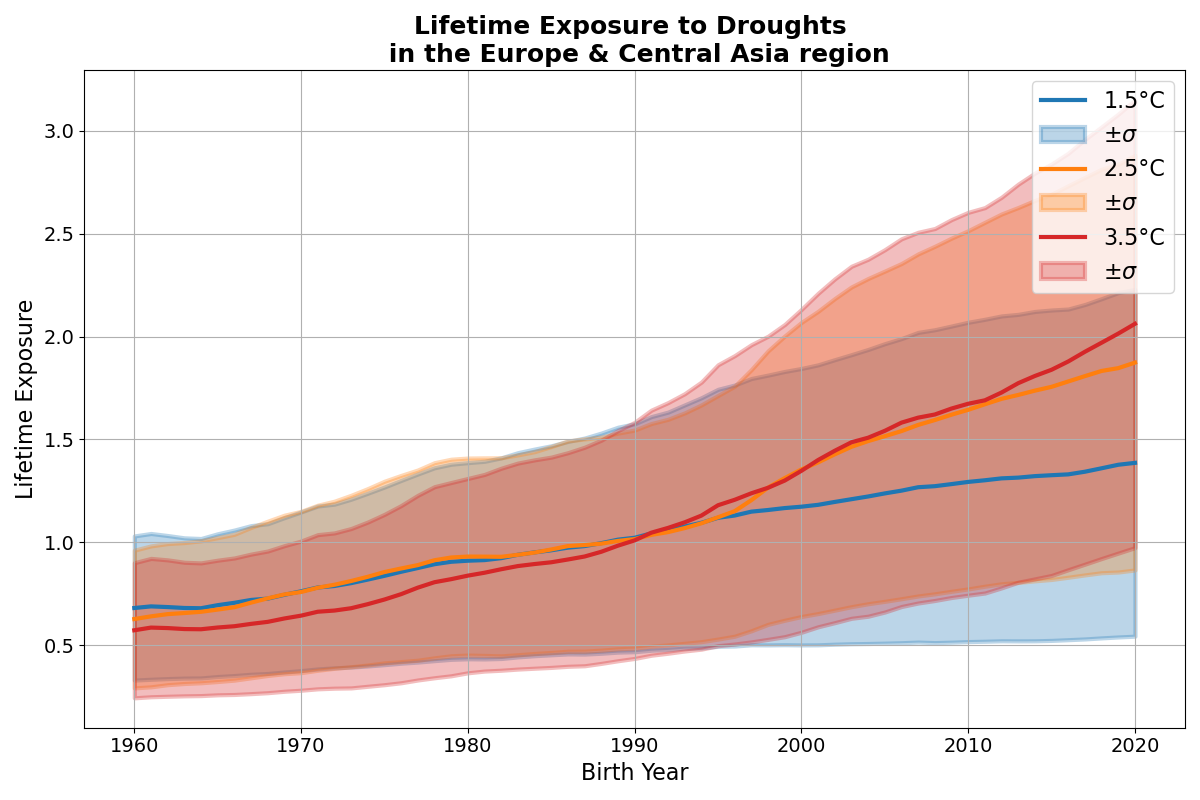 Lifetime Exposure to Droughts
in the Europe & Central Asia region
1.5°C
±σ
2.5°C
±σ
3.5°C
±σ
Lifetime Exposure
3.0
2.5
2.0
1.5
1.0
0.5
1960 1970 1980 1990 2000 2010 2020
Birth Year